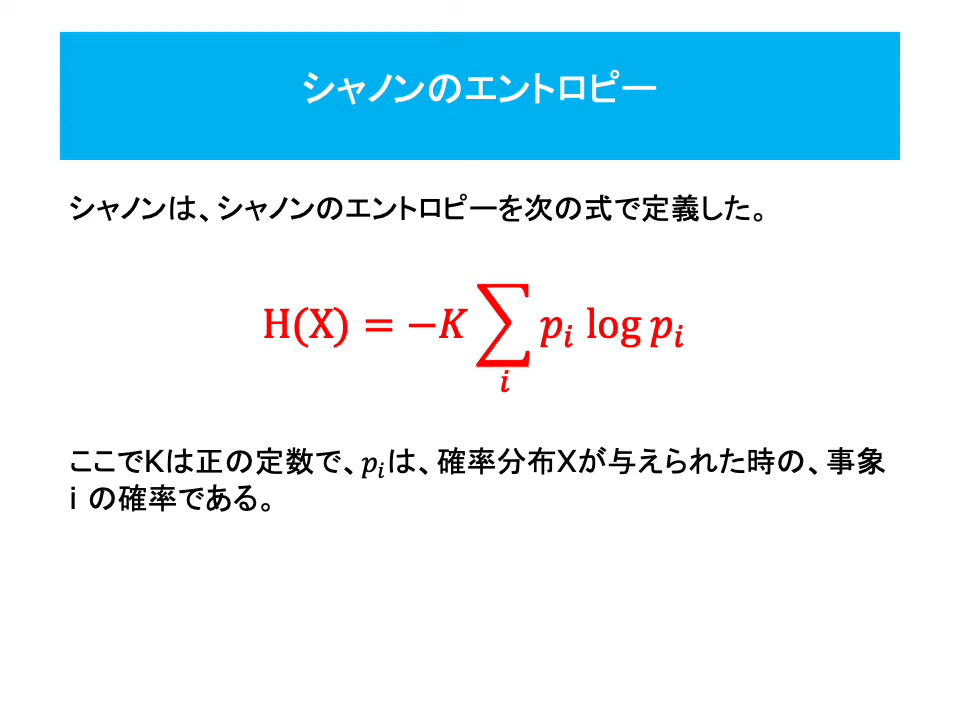 シャノンのエントロピー
シャノンは、シャノンのエントロピーを次の式で定義した。
H(X) = −K ∑_i p_i log p_i
ここでKは正の定数で、p_iは、確率分布Xが与えられた時の、事象
i の確率である。